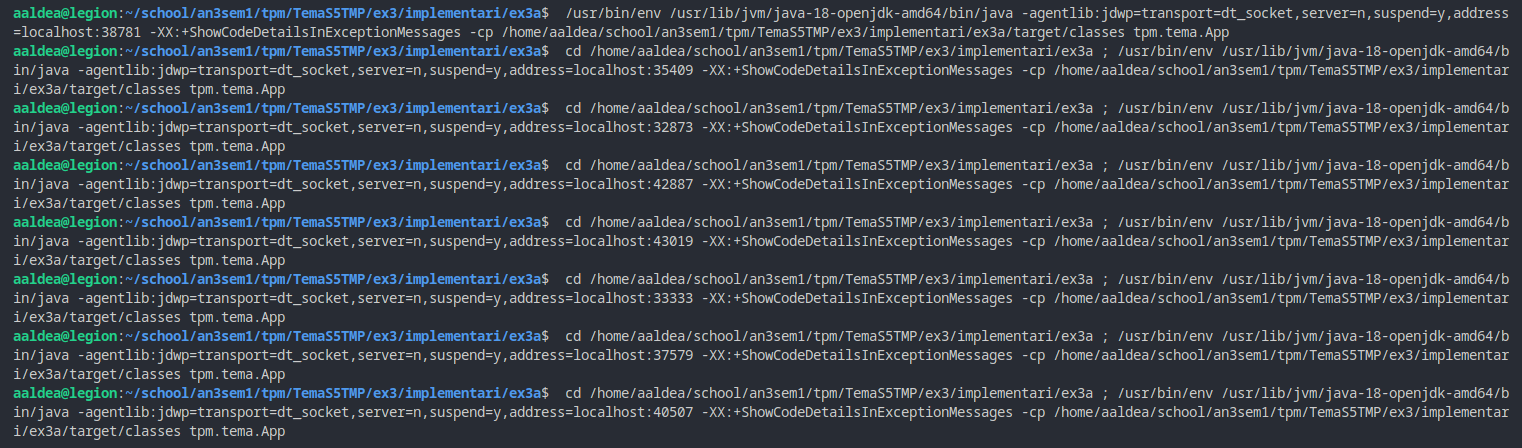 aaldea@legion:~/school/an3sem1/tpm/TemaS5TMP/ex3/implementari/ex3a$  /usr/bin/env /usr/lib/jvm/java-18-openjdk-amd64/bin/java -agentlib:jdwp=transport=dt_socket,server=n,suspend=y,address
=localhost:38781 -XX:+ShowCodeDetailsInExceptionMessages -cp /home/aaldea/school/an3sem1/tpm/TemaS5TMP/ex3/implementari/ex3a/target/classes tpm.tema.App
aaldea@legion:~/school/an3sem1/tpm/TemaS5TMP/ex3/implementari/ex3a$  cd /home/aaldea/school/an3sem1/tpm/TemaS5TMP/ex3/implementari/ex3a ; /usr/bin/env /usr/lib/jvm/java-18-openjdk-amd64/b
in/java -agentlib:jdwp=transport=dt_socket,server=n,suspend=y,address=localhost:35409 -XX:+ShowCodeDetailsInExceptionMessages -cp /home/aaldea/school/an3sem1/tpm/TemaS5TMP/ex3/implementar
i/ex3a/target/classes tpm.tema.App
aaldea@legion:~/school/an3sem1/tpm/TemaS5TMP/ex3/implementari/ex3a$  cd /home/aaldea/school/an3sem1/tpm/TemaS5TMP/ex3/implementari/ex3a ; /usr/bin/env /usr/lib/jvm/java-18-openjdk-amd64/b
in/java -agentlib:jdwp=transport=dt_socket,server=n,suspend=y,address=localhost:32873 -XX:+ShowCodeDetailsInExceptionMessages -cp /home/aaldea/school/an3sem1/tpm/TemaS5TMP/ex3/implementar
i/ex3a/target/classes tpm.tema.App
aaldea@legion:~/school/an3sem1/tpm/TemaS5TMP/ex3/implementari/ex3a$  cd /home/aaldea/school/an3sem1/tpm/TemaS5TMP/ex3/implementari/ex3a ; /usr/bin/env /usr/lib/jvm/java-18-openjdk-amd64/b
in/java -agentlib:jdwp=transport=dt_socket,server=n,suspend=y,address=localhost:42887 -XX:+ShowCodeDetailsInExceptionMessages -cp /home/aaldea/school/an3sem1/tpm/TemaS5TMP/ex3/implementar
i/ex3a/target/classes tpm.tema.App
aaldea@legion:~/school/an3sem1/tpm/TemaS5TMP/ex3/implementari/ex3a$  cd /home/aaldea/school/an3sem1/tpm/TemaS5TMP/ex3/implementari/ex3a ; /usr/bin/env /usr/lib/jvm/java-18-openjdk-amd64/b
in/java -agentlib:jdwp=transport=dt_socket,server=n,suspend=y,address=localhost:43019 -XX:+ShowCodeDetailsInExceptionMessages -cp /home/aaldea/school/an3sem1/tpm/TemaS5TMP/ex3/implementar
i/ex3a/target/classes tpm.tema.App
aaldea@legion:~/school/an3sem1/tpm/TemaS5TMP/ex3/implementari/ex3a$  cd /home/aaldea/school/an3sem1/tpm/TemaS5TMP/ex3/implementari/ex3a ; /usr/bin/env /usr/lib/jvm/java-18-openjdk-amd64/b
in/java -agentlib:jdwp=transport=dt_socket,server=n,suspend=y,address=localhost:33333 -XX:+ShowCodeDetailsInExceptionMessages -cp /home/aaldea/school/an3sem1/tpm/TemaS5TMP/ex3/implementar
i/ex3a/target/classes tpm.tema.App
aaldea@legion:~/school/an3sem1/tpm/TemaS5TMP/ex3/implementari/ex3a$  cd /home/aaldea/school/an3sem1/tpm/TemaS5TMP/ex3/implementari/ex3a ; /usr/bin/env /usr/lib/jvm/java-18-openjdk-amd64/b
in/java -agentlib:jdwp=transport=dt_socket,server=n,suspend=y,address=localhost:37579 -XX:+ShowCodeDetailsInExceptionMessages -cp /home/aaldea/school/an3sem1/tpm/TemaS5TMP/ex3/implementar
i/ex3a/target/classes tpm.tema.App
aaldea@legion:~/school/an3sem1/tpm/TemaS5TMP/ex3/implementari/ex3a$  cd /home/aaldea/school/an3sem1/tpm/TemaS5TMP/ex3/implementari/ex3a ; /usr/bin/env /usr/lib/jvm/java-18-openjdk-amd64/b
in/java -agentlib:jdwp=transport=dt_socket,server=n,suspend=y,address=localhost:40507 -XX:+ShowCodeDetailsInExceptionMessages -cp /home/aaldea/school/an3sem1/tpm/TemaS5TMP/ex3/implementar
i/ex3a/target/classes tpm.tema.App